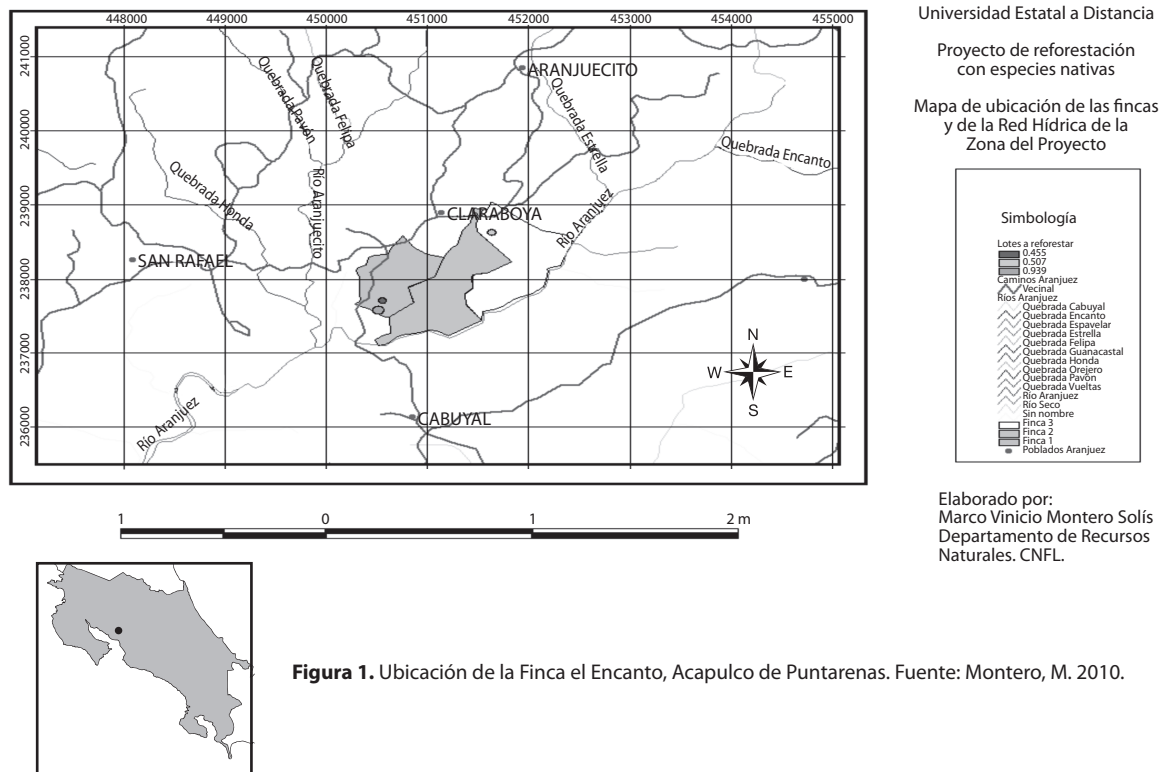 448000 449000 450000 451000 452000 453000 454000 455000
241000
240000
239000
238000
237000
236000
ARANJUECITO
Quebrada Pavón
Quebrada Felipa
Quebrada Estrella
Quebrada Encanto
Quebrada Honda
Río Aranjuecito
CLARABOYA
Río Aranjuez
SAN RAFAEL
N
W E
S
Río Aranjuez
CABUYAL
1 0 1 2 m
Universidad Estatal a Distancia
Proyecto de reforestación
con especies nativas
Mapa de ubicación de las fincas
y de la Red Hídrica de la
Zona del Proyecto
Simbología
Lotes a reforestar
0.455
0.507
0.939
Caminos Aranjuez
Vecinal
Ríos Aranjuez
Quebrada Cabuyal
Quebrada Encanto
Quebrada Espavelar
Quebrada Estrella
Quebrada Felipa
Quebrada Guanacastal
Quebrada Honda
Quebrada Orejero
Quebrada Pavón
Quebrada Vueltas
Río Aranjuez
Río Seco
Sin nombre
Finca 3
Finca 2
Finca 1
Poblados Aranjuez
Elaborado por:
Marco Vinicio Montero Solís
Departamento de Recursos
Naturales. CNFL.
Figura 1. Ubicación de la Finca el Encanto, Acapulco de Puntarenas. Fuente: Montero, M. 2010.